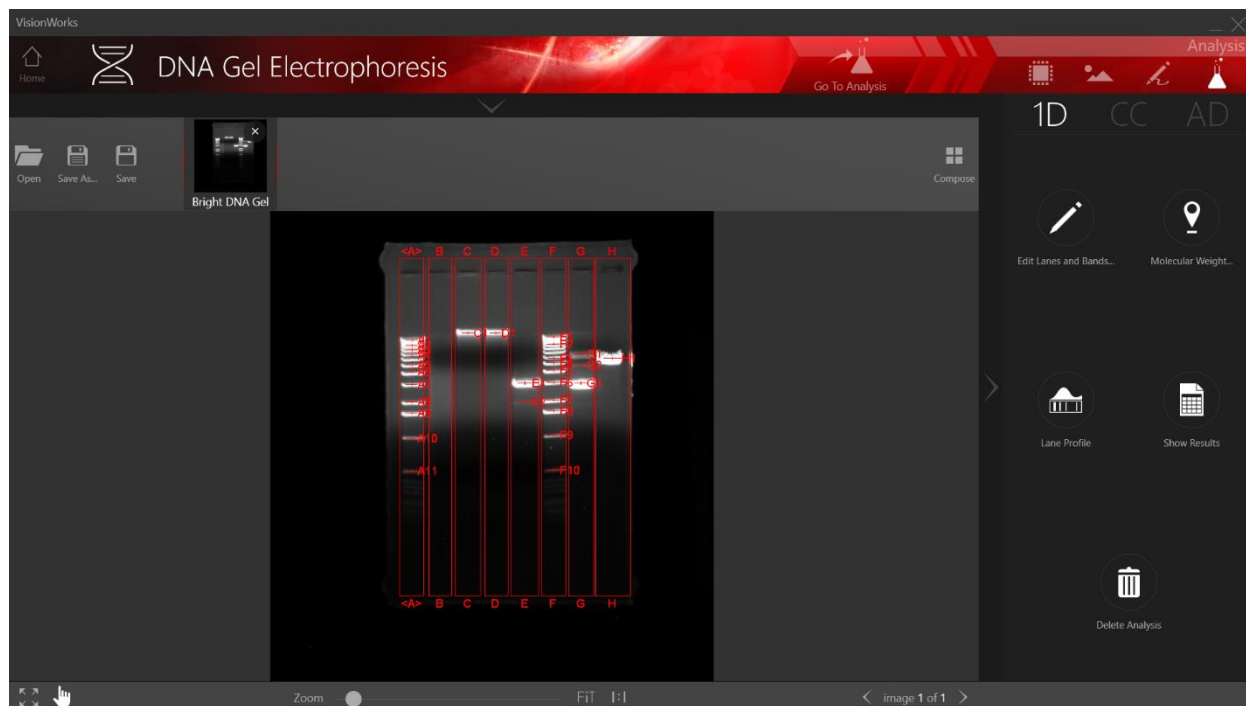 VisionWorks
Analysis
Home
DNA Gel Electrophoresis
Go To Analysis
1D CC AD
Open Save As... Save
Bright DNA Gel
Compose
<A> B C D E F G H
A10
A11
F9
F10
<A> B C D E F G H
Edit Lanes and Bands... Molecular Weight...
Lane Profile Show Results
Delete Analysis
Zoom FiT 1:1 image 1 of 1